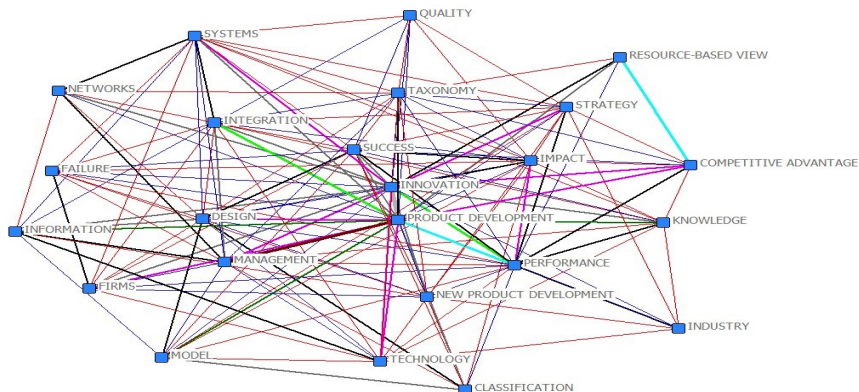 QUALITY
SYSTEMS
RESOURCE-BASED VIEW
NETWORKS
TAXONOMY
STRATEGY
INTEGRATION
SUCCESS
IMPACT
COMPETITIVE ADVANTAGE
FAILURE
INNOVATION
DESIGN
PRODUCT DEVELOPMENT
KNOWLEDGE
INFORMATION
MANAGEMENT
PERFORMANCE
FIRMS
NEW PRODUCT DEVELOPMENT
INDUSTRY
MODEL
TECHNOLOGY
CLASSIFICATION